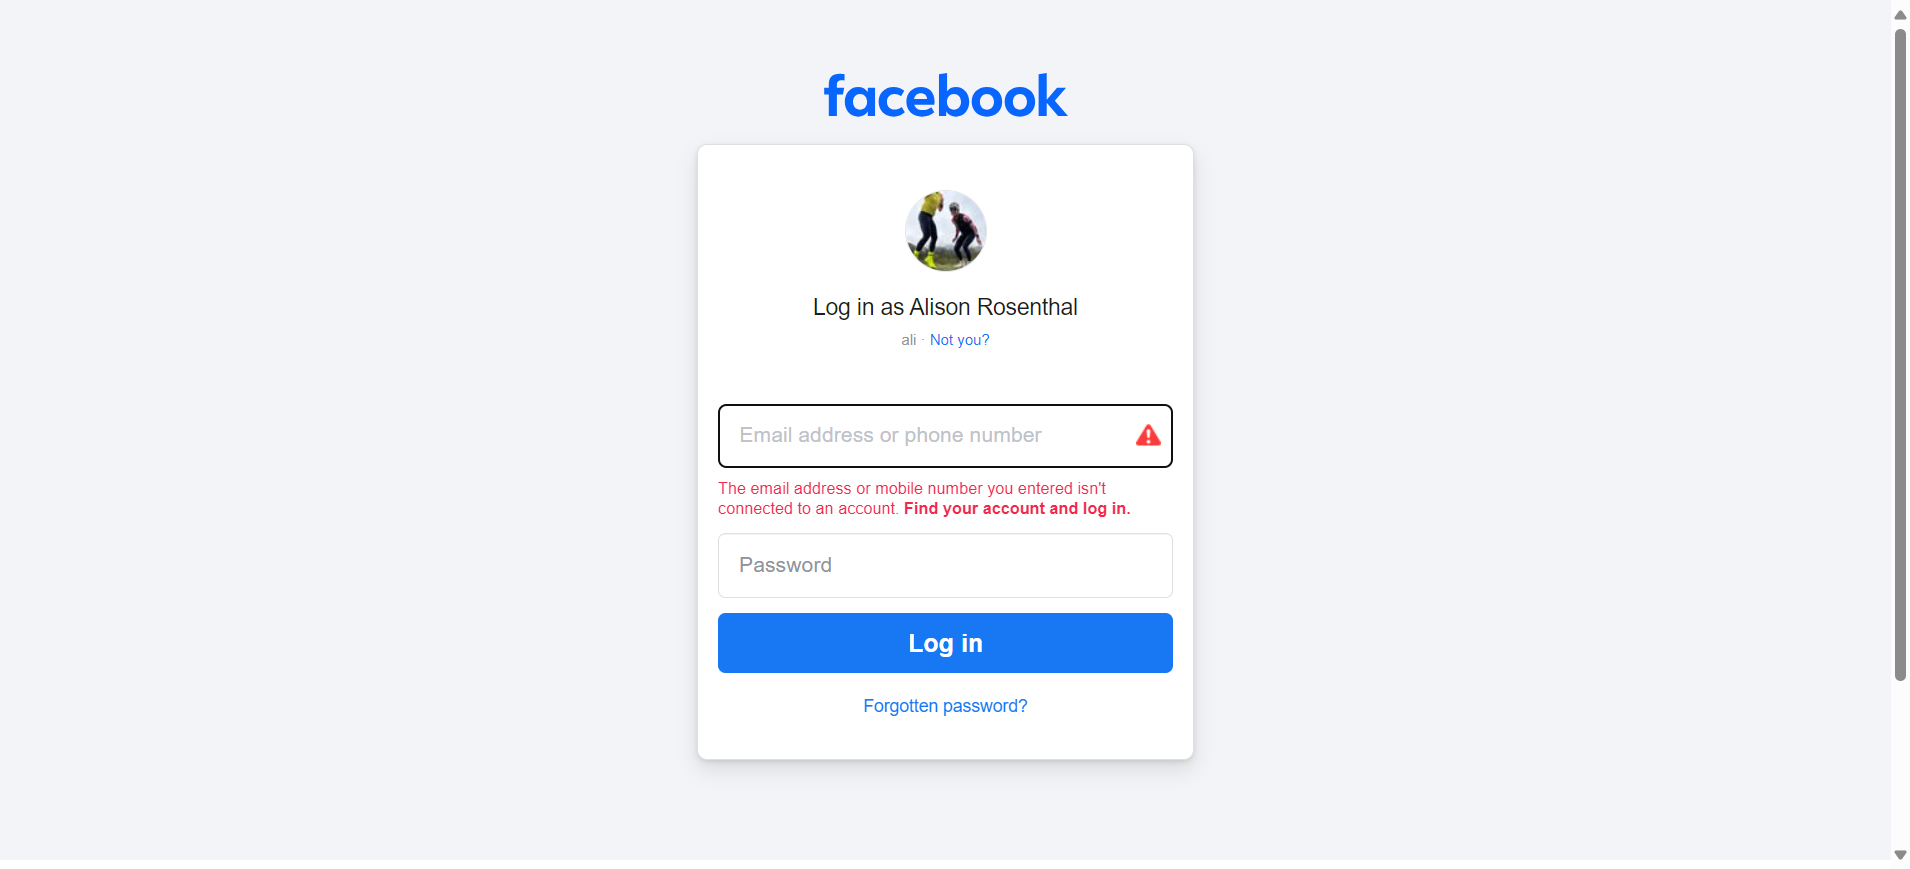 facebook
Log in as Alison Rosenthal
ali · Not you?
Email address or phone number
The email address or mobile number you entered isn't
connected to an account. Find your account and log in.
Password
Log in
Forgotten password?